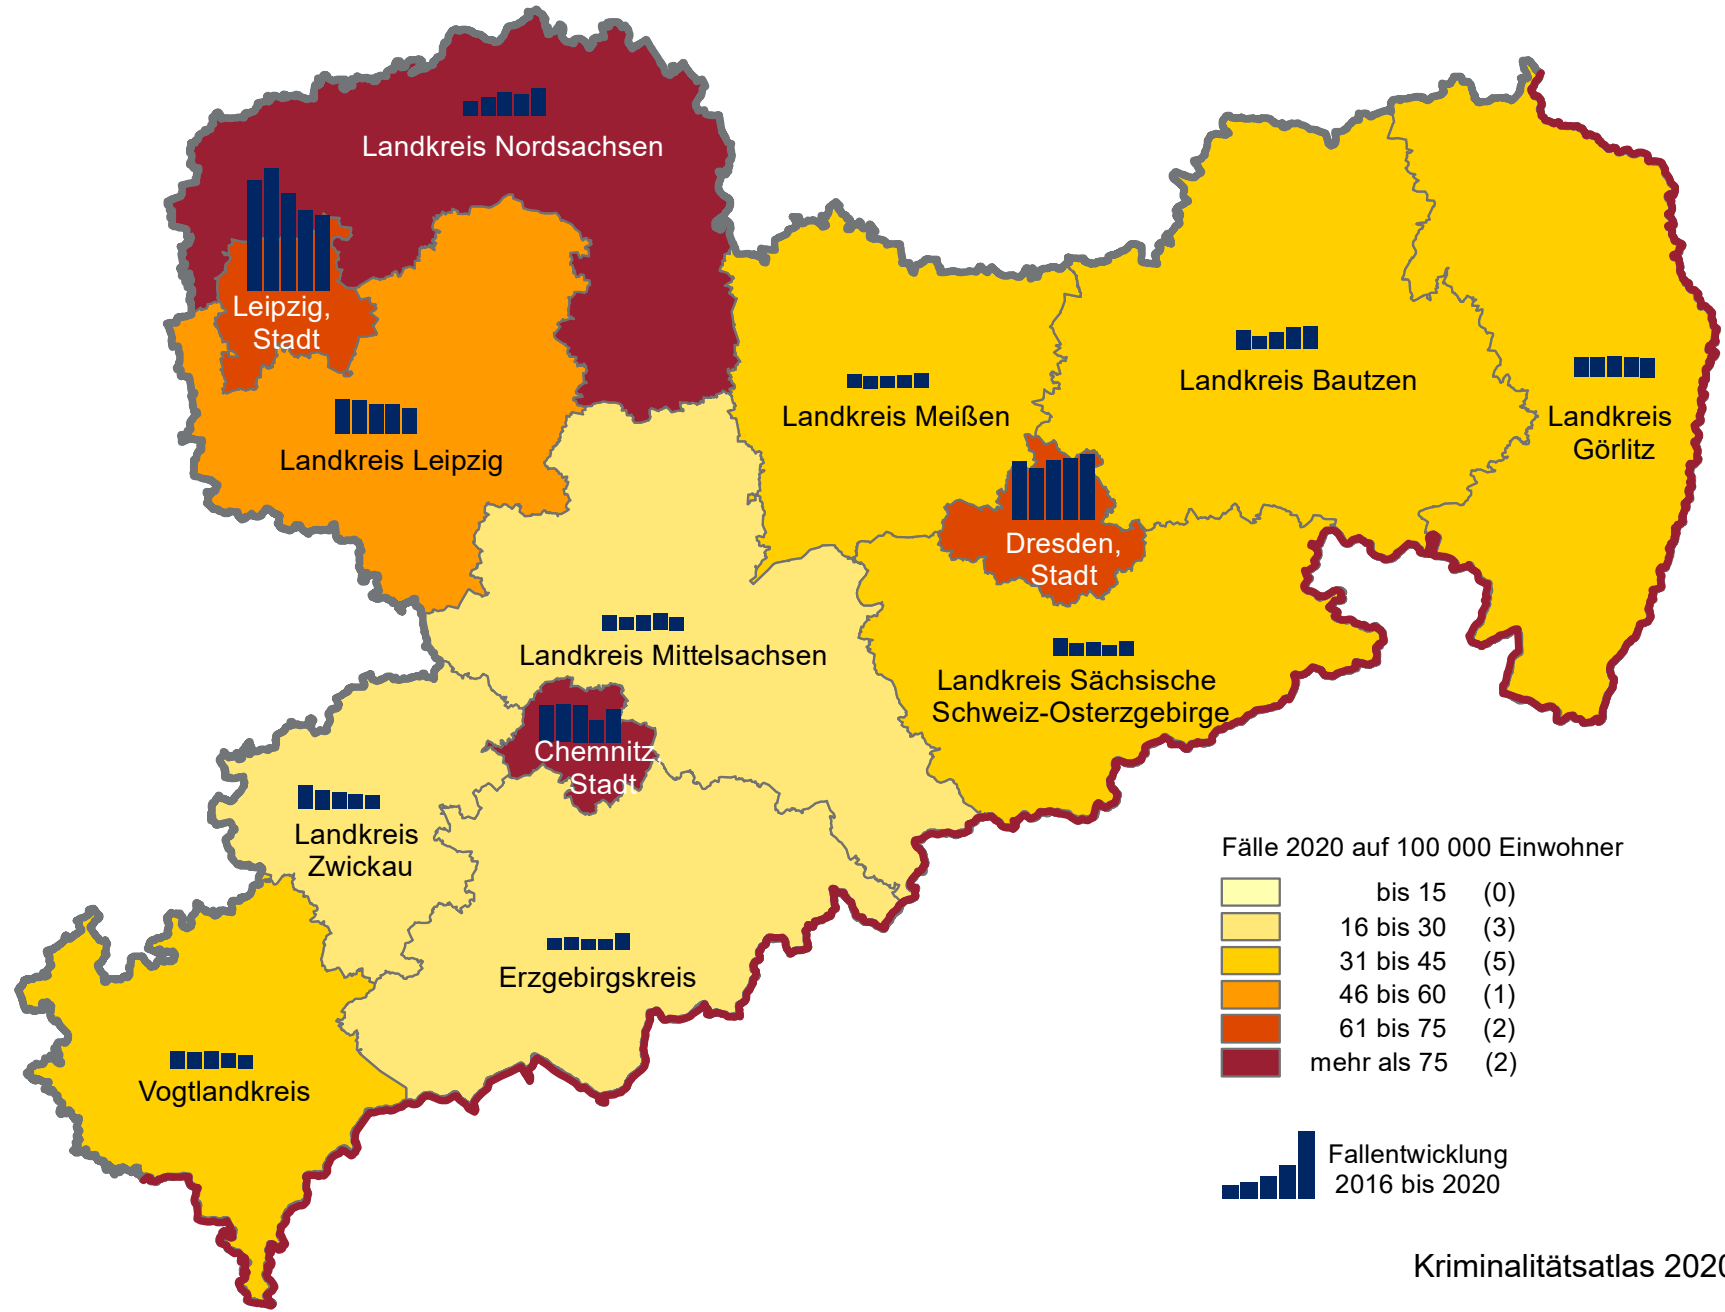 Landkreis Nordsachsen
Leipzig,
Stadt
Landkreis Leipzig
Landkreis Meißen
Landkreis Bautzen
Landkreis
Görlitz
Dresden,
Stadt
Landkreis Mittelsachsen
Landkreis Sächsische
Schweiz-Osterzgebirge
Chemnitz,
Stadt
Landkreis
Zwickau
Erzgebirgskreis
Vogtlandkreis
Fälle 2020 auf 100 000 Einwohner
bis 15 (0)
16 bis 30 (3)
31 bis 45 (5)
46 bis 60 (1)
61 bis 75 (2)
mehr als 75 (2)
Fallentwicklung
2016 bis 2020
Kriminalitätsatlas 2020